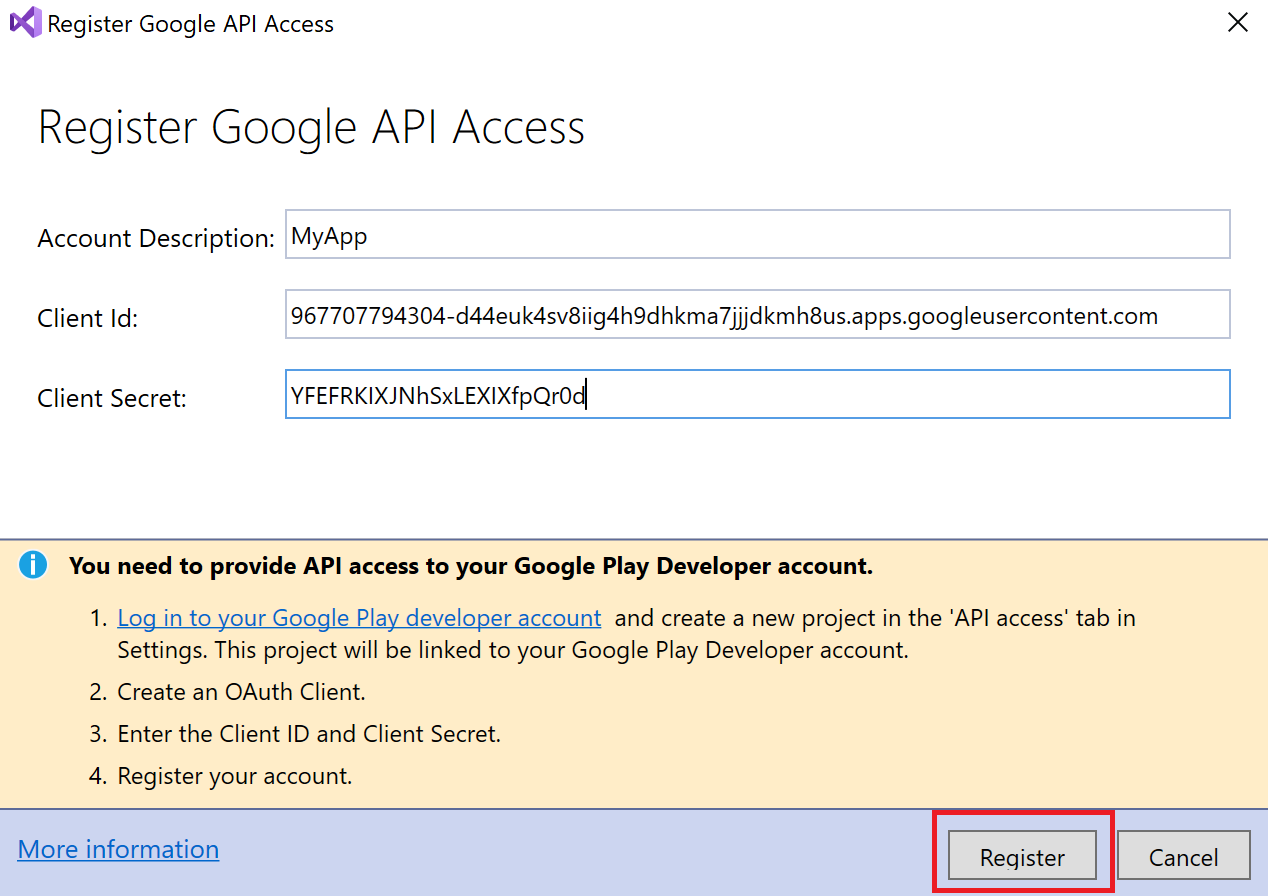 Register Google API Access
Register Google API Access
Account Description: MyApp
Client Id: 967707794304-d44euk4sv8iig4h9dhkma7jjjdkmh8us.apps.googleusercontent.com
Client Secret: YFEFRKIXJNhSxLEXIXfpQr0d
You need to provide API access to your Google Play Developer account.
1. Log in to your Google Play developer account and create a new project in the 'API access' tab in
Settings. This project will be linked to your Google Play Developer account.
2. Create an OAuth Client.
3. Enter the Client ID and Client Secret.
4. Register your account.
More information Register Cancel